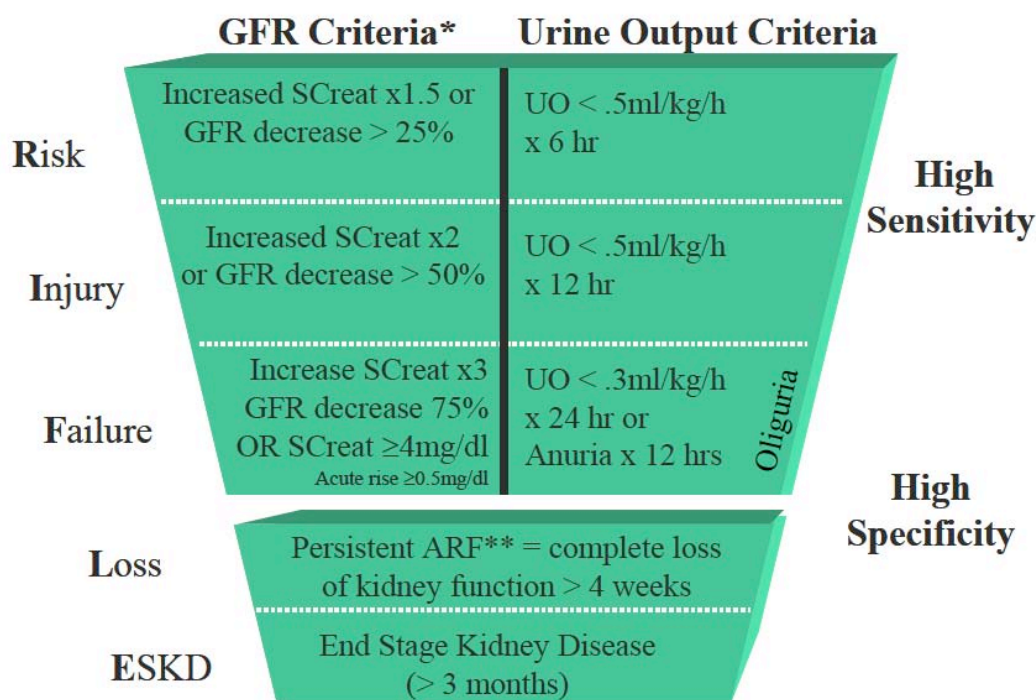 GFR Criteria* Urine Output Criteria
Risk
Increased SCreat x1.5 or
GFR decrease > 25%
UO < .5ml/kg/h
x 6 hr
High
Sensitivity
Injury
Increased SCreat x2
or GFR decrease > 50%
UO < .5ml/kg/h
x 12 hr
Failure
Increase SCreat x3
GFR decrease 75%
OR SCreat ≥4mg/dl
Acute rise ≥0.5mg/dl
UO < .3ml/kg/h
x 24 hr or
Anuria x 12 hrs
Oliguria
High
Specificity
Loss
Persistent ARF** = complete loss
of kidney function > 4 weeks
ESKD
End Stage Kidney Disease
(> 3 months)